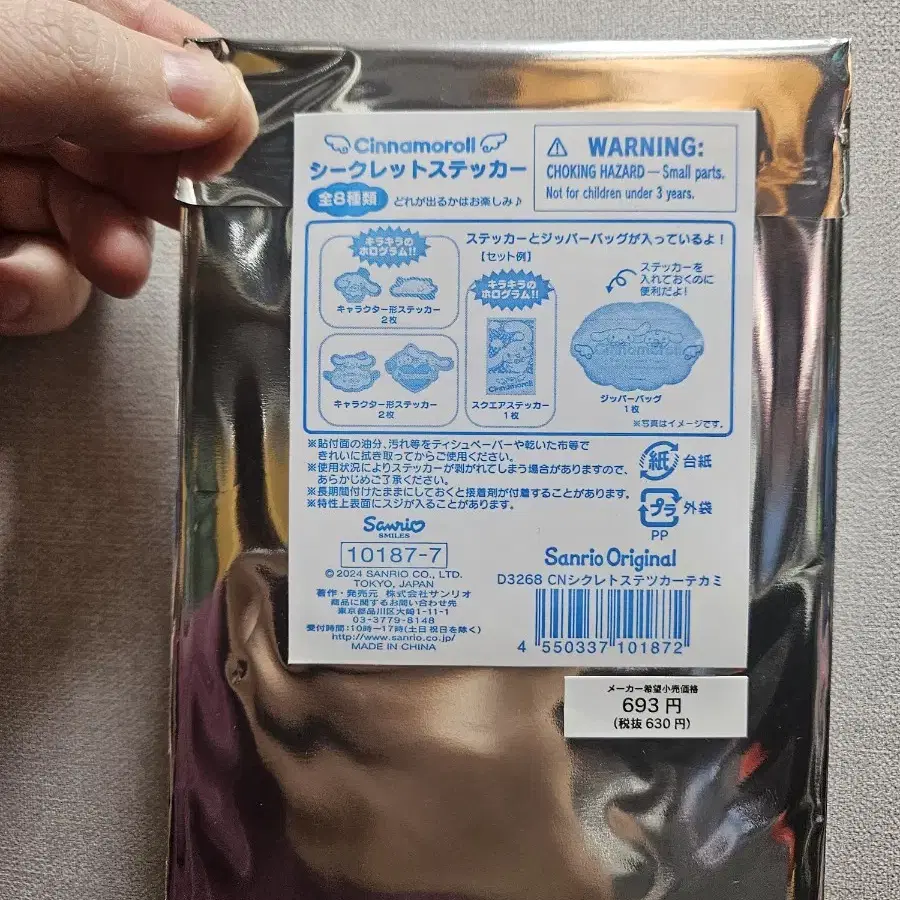 Cinnamoroll
シークレットステッカー
全8種類 どれが出るかはお楽しみ♪
⚠ WARNING:
CHOKING HAZARD — Small parts.
Not for children under 3 years.
ステッカーとジッパーバッグが入っているよ!
【セット例】
キラキラの
ホログラム!!
キャラクター形ステッカー
2枚
キャラクター形ステッカー
2枚
キラキラの
ホログラム!!
Cinnamoroll
スクエアステッカー
1枚
ステッカーを
入れておくのに
便利だよ!
Cinnamoroll
ジッパーバッグ
1枚
※写真はイメージです。
※貼付面の油分、汚れ等をティシュペーパーや乾いた布等で
きれいに拭き取ってからご使用ください。
※使用状況によりステッカーが剥がれてしまう場合がありますので、
あらかじめご了承ください。
※長期間付けたままにしておくと接着剤が付着することがあります。
※特性上表面にスジが入ることがあります。
紙 台紙
プラ 外袋
PP
Sanrio
SMILES
10187-7
© 2024 SANRIO CO., LTD.
TOKYO, JAPAN
著作・発売元 株式会社サンリオ
商品に関するお問い合わせ先
東京都品川区大崎1-11-1
03-3779-8148
受付時間:10時〜17時(土日祝日を除く)
http://www.sanrio.co.jp/
MADE IN CHINA
Sanrio Original
D3268 CNシクレトステツカーテカミ
4 550337 101872
メーカー希望小売価格
693円
(税抜 630円)